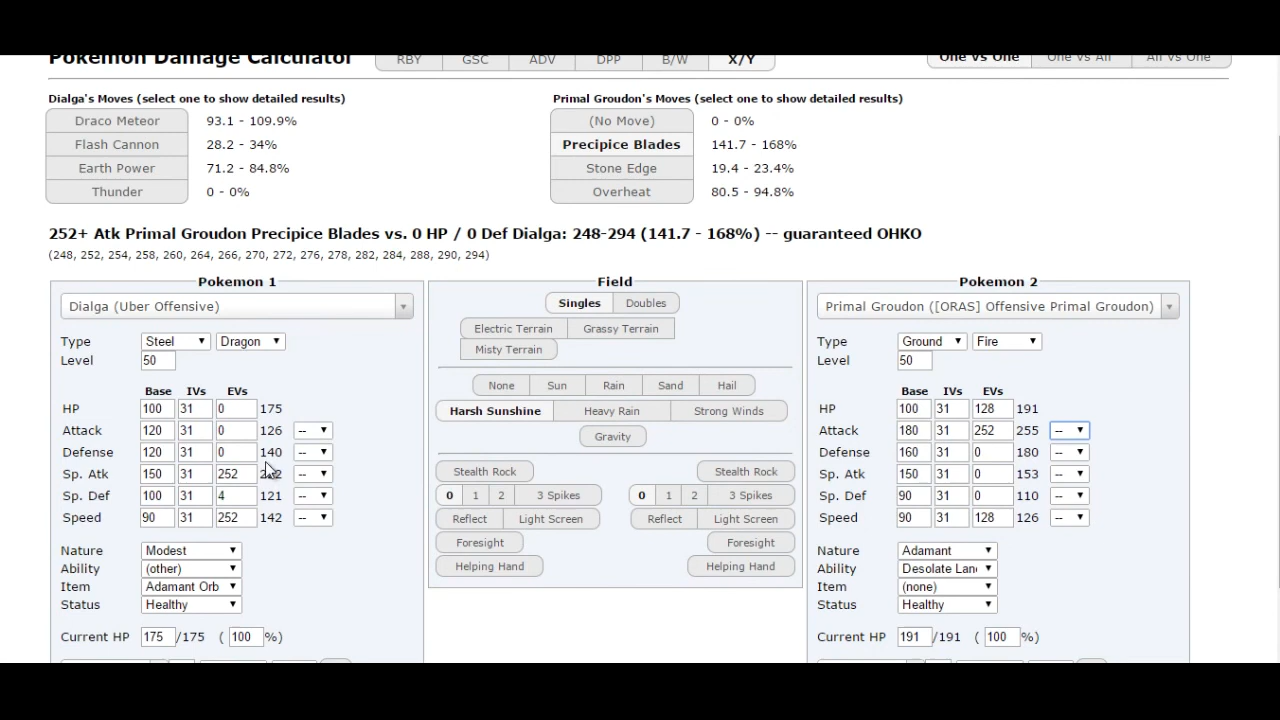 Pokemon Damage Calculator RBY GSC ADV DPP B/W X/Y One Vs One One Vs All All Vs One
Dialga's Moves (select one to show detailed results) Primal Groudon's Moves (select one to show detailed results)
Draco Meteor 93.1 - 109.9% (No Move) 0 - 0%
Flash Cannon 28.2 - 34% Precipice Blades 141.7 - 168%
Earth Power 71.2 - 84.8% Stone Edge 19.4 - 23.4%
Thunder 0 - 0% Overheat 80.5 - 94.8%
252+ Atk Primal Groudon Precipice Blades vs. 0 HP / 0 Def Dialga: 248-294 (141.7 - 168%) -- guaranteed OHKO
(248, 252, 254, 258, 260, 264, 266, 270, 272, 276, 278, 282, 284, 288, 290, 294)
Pokemon 1
Dialga (Uber Offensive)
Type Steel Dragon
Level 50
Base IVs EVs
HP 100 31 0 175
Attack 120 31 0 126 --
Defense 120 31 0 140 --
Sp. Atk 150 31 252 --
Sp. Def 100 31 4 121 --
Speed 90 31 252 142 --
Nature Modest
Ability (other)
Item Adamant Orb
Status Healthy
Current HP 175 /175 ( 100 %)
Field
Singles Doubles
Electric Terrain Grassy Terrain
Misty Terrain
None Sun Rain Sand Hail
Harsh Sunshine Heavy Rain Strong Winds
Gravity
Stealth Rock Stealth Rock
0 1 2 3 Spikes 0 1 2 3 Spikes
Reflect Light Screen Reflect Light Screen
Foresight Foresight
Helping Hand Helping Hand
Pokemon 2
Primal Groudon ([ORAS] Offensive Primal Groudon)
Type Ground Fire
Level 50
Base IVs EVs
HP 100 31 128 191
Attack 180 31 252 255 --
Defense 160 31 0 180 --
Sp. Atk 150 31 0 153 --
Sp. Def 90 31 0 110 --
Speed 90 31 128 126 --
Nature Adamant
Ability Desolate Lan
Item (none)
Status Healthy
Current HP 191 /191 ( 100 %)